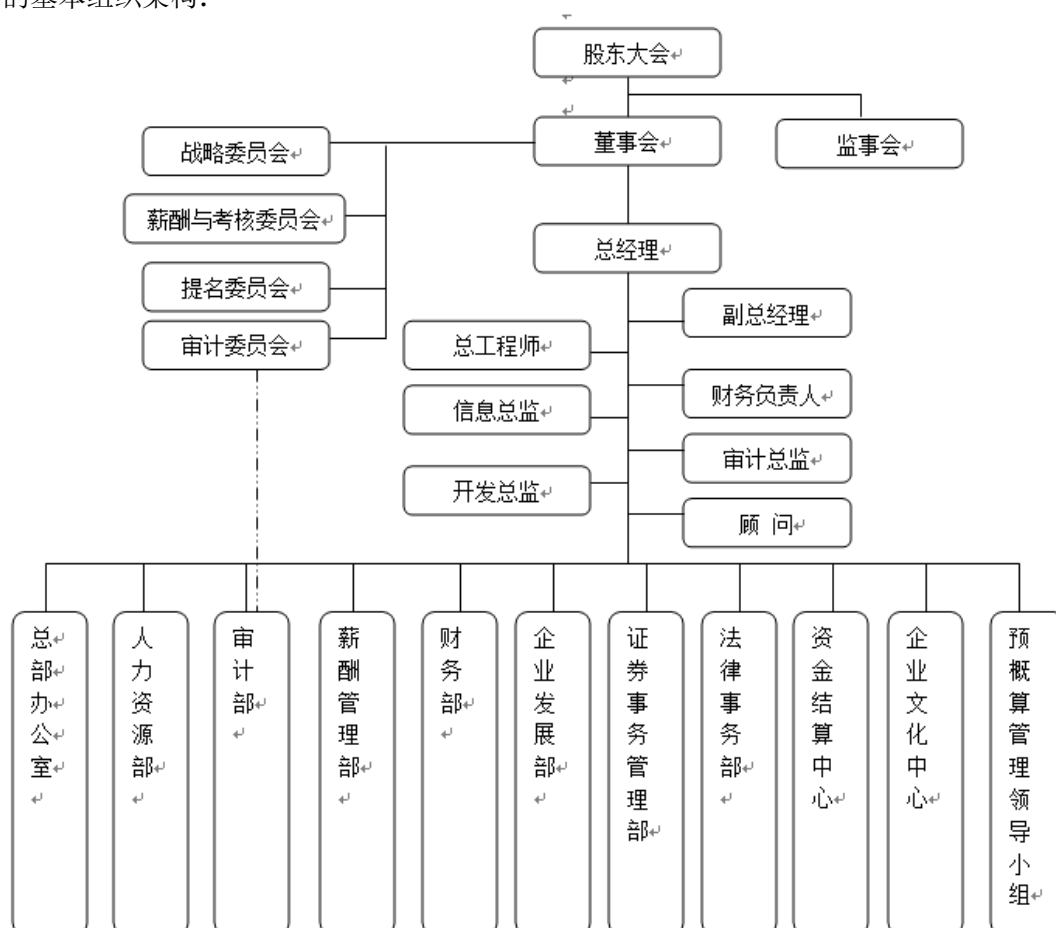 的基本组织架构：
股东大会
董事会
监事会
战略委员会
薪酬与考核委员会
提名委员会
审计委员会
总经理
副总经理
总工程师
财务负责人
信息总监
审计总监
开发总监
顾 问
总部办公室
人力资源部
审计部
薪酬管理部
财务部
企业发展部
证券事务管理部
法律事务部
资金结算中心
企业文化中心
预概算管理领导小组